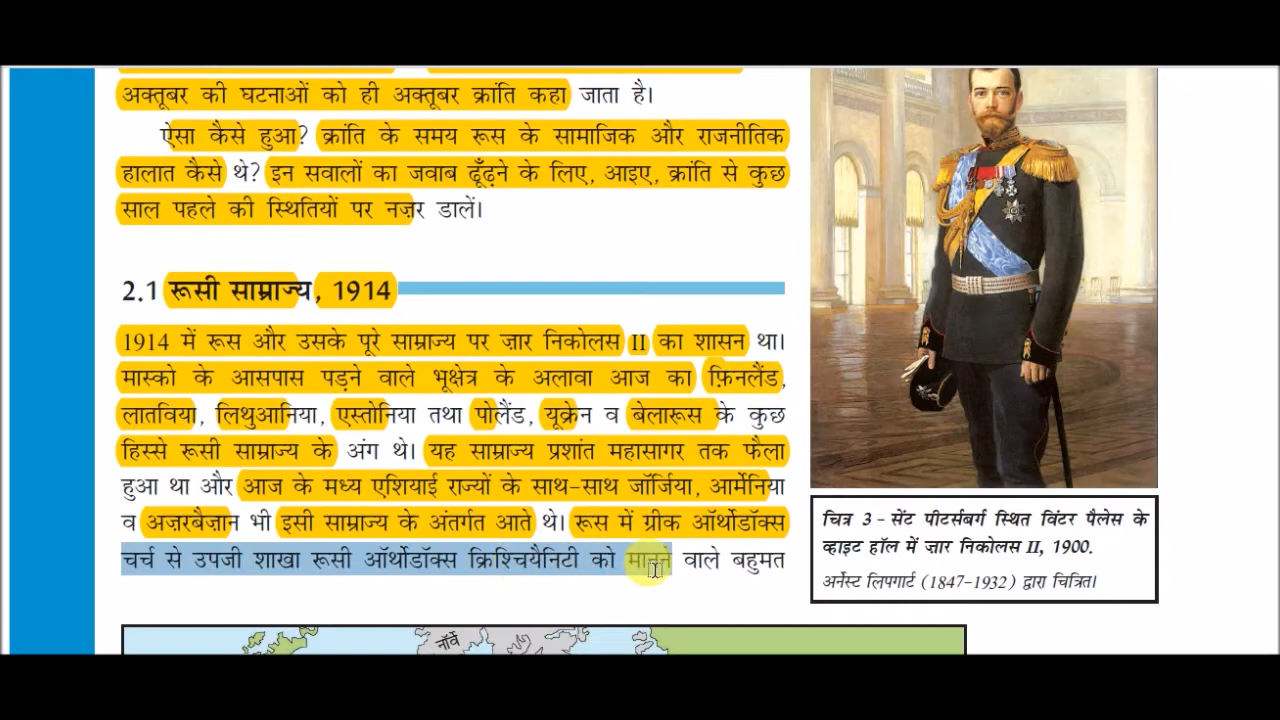 अक्तूबर की घटनाओं को ही अक्तूबर क्रांति कहा जाता है।
ऐसा कैसे हुआ? क्रांति के समय रूस के सामाजिक और राजनीतिक
हालात कैसे थे? इन सवालों का जवाब ढूँढ़ने के लिए, आइए, क्रांति से कुछ
साल पहले की स्थितियों पर नज़र डालें।
2.1 रूसी साम्राज्य, 1914
1914 में रूस और उसके पूरे साम्राज्य पर ज़ार निकोलस II का शासन था।
मास्को के आसपास पड़ने वाले भूक्षेत्र के अलावा आज का फ़िनलैंड,
लातविया, लिथुआनिया, एस्तोनिया तथा पोलैंड, यूक्रेन व बेलारूस के कुछ
हिस्से रूसी साम्राज्य के अंग थे। यह साम्राज्य प्रशांत महासागर तक फैला
हुआ था और आज के मध्य एशियाई राज्यों के साथ-साथ जॉर्जिया, आर्मेनिया
व अज़रबैज़ान भी इसी साम्राज्य के अंतर्गत आते थे। रूस में ग्रीक ऑर्थोडॉक्स
चर्च से उपजी शाखा रूसी ऑर्थोडॉक्स क्रिश्चियैनिटी को मानने वाले बहुमत
चित्र 3 – सेंट पीटर्सबर्ग स्थित विंटर पैलेस के
व्हाइट हॉल में ज़ार निकोलस II, 1900.
अर्नेस्ट लिपगार्ट (1847-1932) द्वारा चित्रित।
नॉर्वे